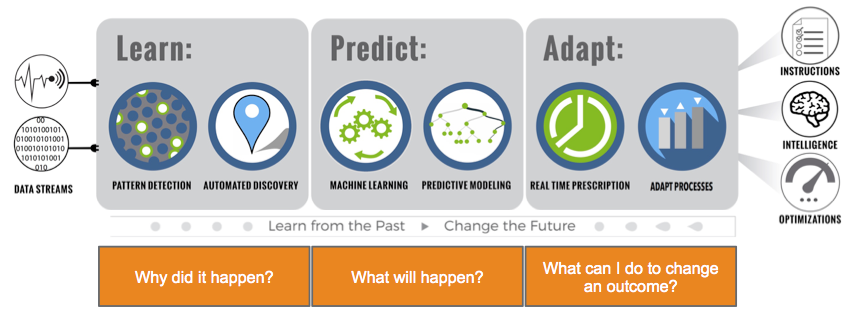 Learn:
Predict:
Adapt:
00
1010100101
010010101001
010010101010
1010101001
010
DATA STREAMS
PATTERN DETECTION
AUTOMATED DISCOVERY
MACHINE LEARNING
PREDICTIVE MODELING
REAL TIME PRESCRIPTION
ADAPT PROCESSES
INSTRUCTIONS
INTELLIGENCE
OPTIMIZATIONS
Learn from the Past
Change the Future
Why did it happen?
What will happen?
What can I do to change
an outcome?